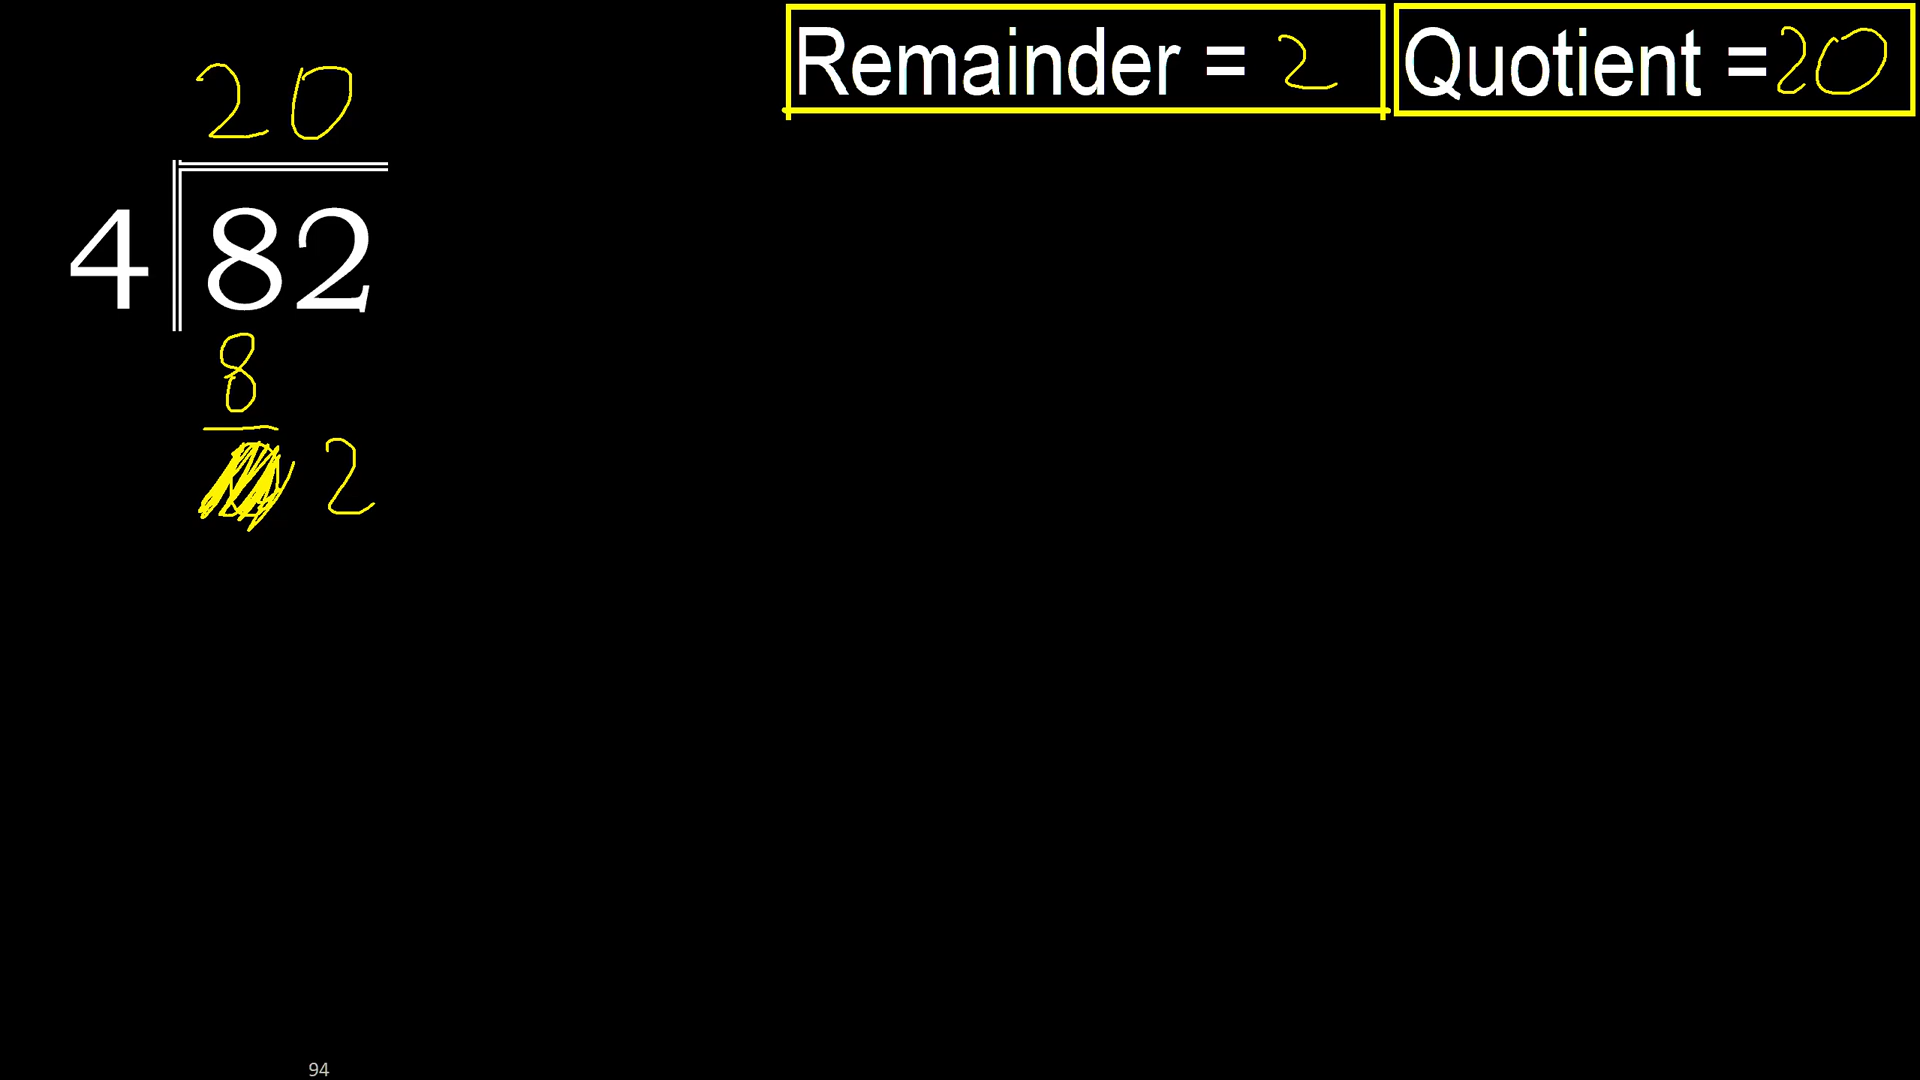 Remainder = 2
Quotient = 20
20
4 82
8
2
94